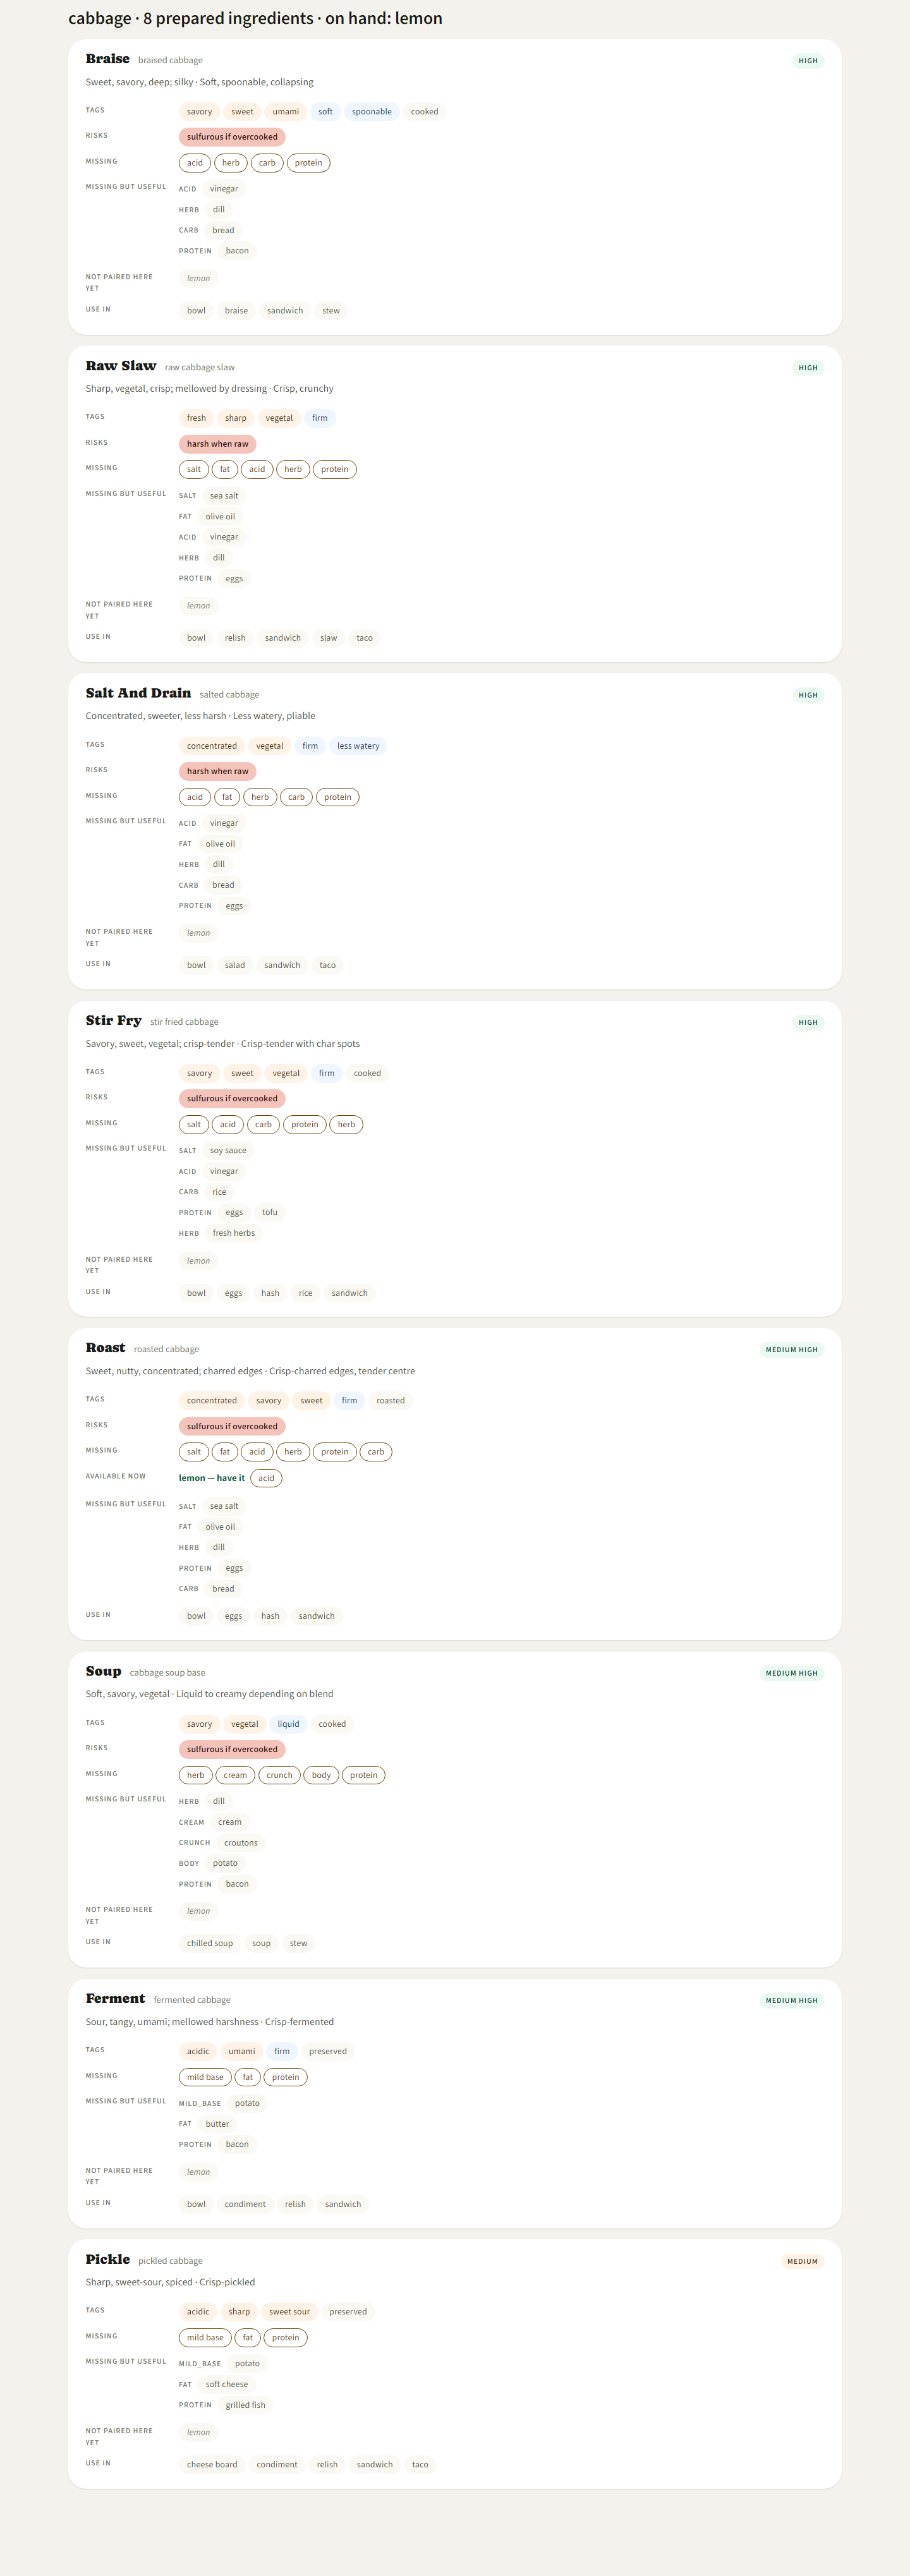 cabbage · 8 prepared ingredients · on hand: lemon
Braise braised cabbage HIGH
Sweet, savory, deep; silky · Soft, spoonable, collapsing
TAGS savory sweet umami soft spoonable cooked
RISKS sulfurous if overcooked
MISSING acid herb carb protein
MISSING BUT USEFUL ACID vinegar
HERB dill
CARB bread
PROTEIN bacon
NOT PAIRED HERE YET lemon
USE IN bowl braise sandwich stew
Raw Slaw raw cabbage slaw HIGH
Sharp, vegetal, crisp; mellowed by dressing · Crisp, crunchy
TAGS fresh sharp vegetal firm
RISKS harsh when raw
MISSING salt fat acid herb protein
MISSING BUT USEFUL SALT sea salt
FAT olive oil
ACID vinegar
HERB dill
PROTEIN eggs
NOT PAIRED HERE YET lemon
USE IN bowl relish sandwich slaw taco
Salt And Drain salted cabbage HIGH
Concentrated, sweeter, less harsh · Less watery, pliable
TAGS concentrated vegetal firm less watery
RISKS harsh when raw
MISSING acid fat herb carb protein
MISSING BUT USEFUL ACID vinegar
FAT olive oil
HERB dill
CARB bread
PROTEIN eggs
NOT PAIRED HERE YET lemon
USE IN bowl salad sandwich taco
Stir Fry stir fried cabbage HIGH
Savory, sweet, vegetal; crisp-tender · Crisp-tender with char spots
TAGS savory sweet vegetal firm cooked
RISKS sulfurous if overcooked
MISSING salt acid carb protein herb
MISSING BUT USEFUL SALT soy sauce
ACID vinegar
CARB rice
PROTEIN eggs tofu
HERB fresh herbs
NOT PAIRED HERE YET lemon
USE IN bowl eggs hash rice sandwich
Roast roasted cabbage MEDIUM HIGH
Sweet, nutty, concentrated; charred edges · Crisp-charred edges, tender centre
TAGS concentrated savory sweet firm roasted
RISKS sulfurous if overcooked
MISSING salt fat acid herb protein carb
AVAILABLE NOW lemon — have it acid
MISSING BUT USEFUL SALT sea salt
FAT olive oil
HERB dill
PROTEIN eggs
CARB bread
USE IN bowl eggs hash sandwich
Soup cabbage soup base MEDIUM HIGH
Soft, savory, vegetal · Liquid to creamy depending on blend
TAGS savory vegetal liquid cooked
RISKS sulfurous if overcooked
MISSING herb cream crunch body protein
MISSING BUT USEFUL HERB dill
CREAM cream
CRUNCH croutons
BODY potato
PROTEIN bacon
NOT PAIRED HERE YET lemon
USE IN chilled soup soup stew
Ferment fermented cabbage MEDIUM HIGH
Sour, tangy, umami; mellowed harshness · Crisp-fermented
TAGS acidic umami firm preserved
MISSING mild base fat protein
MISSING BUT USEFUL MILD_BASE potato
FAT butter
PROTEIN bacon
NOT PAIRED HERE YET lemon
USE IN bowl condiment relish sandwich
Pickle pickled cabbage MEDIUM
Sharp, sweet-sour, spiced · Crisp-pickled
TAGS acidic sharp sweet sour preserved
MISSING mild base fat protein
MISSING BUT USEFUL MILD_BASE potato
FAT soft cheese
PROTEIN grilled fish
NOT PAIRED HERE YET lemon
USE IN cheese board condiment relish sandwich taco